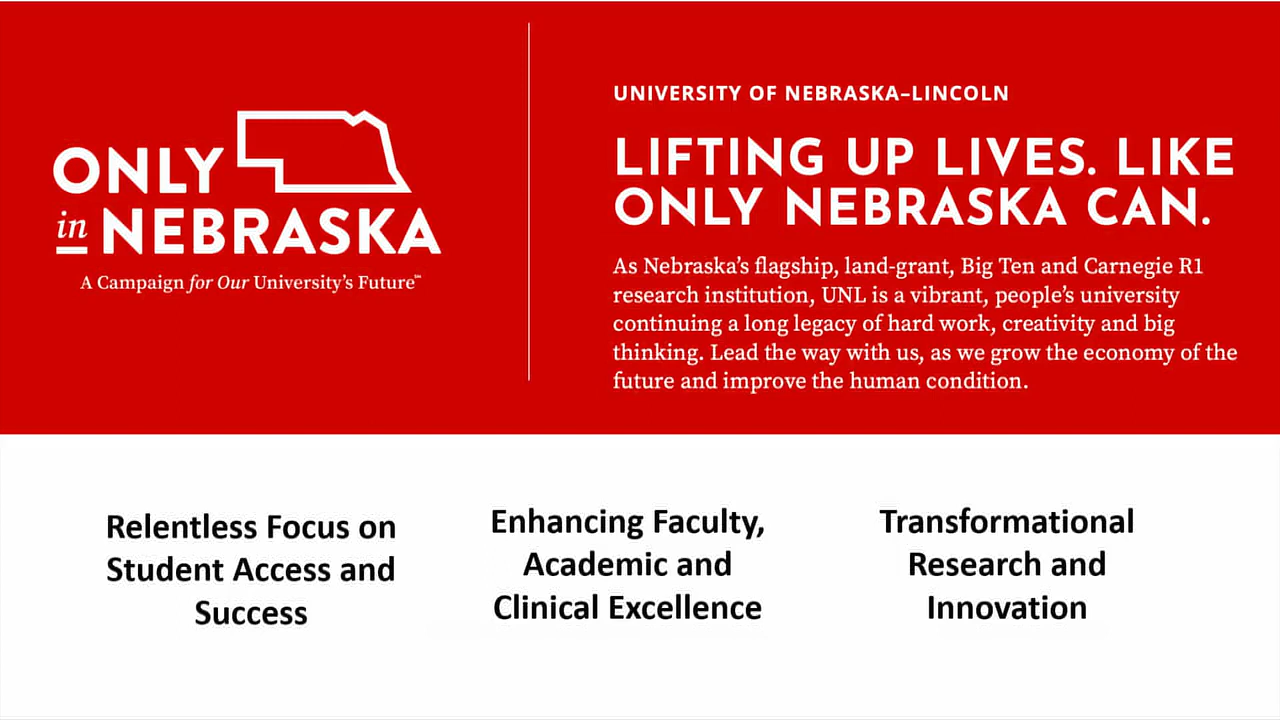 ONLY
in NEBRASKA
A Campaign for Our University's Future℠
UNIVERSITY OF NEBRASKA–LINCOLN
LIFTING UP LIVES. LIKE
ONLY NEBRASKA CAN.
As Nebraska's flagship, land-grant, Big Ten and Carnegie R1
research institution, UNL is a vibrant, people's university
continuing a long legacy of hard work, creativity and big
thinking. Lead the way with us, as we grow the economy of the
future and improve the human condition.
Relentless Focus on
Student Access and
Success
Enhancing Faculty,
Academic and
Clinical Excellence
Transformational
Research and
Innovation